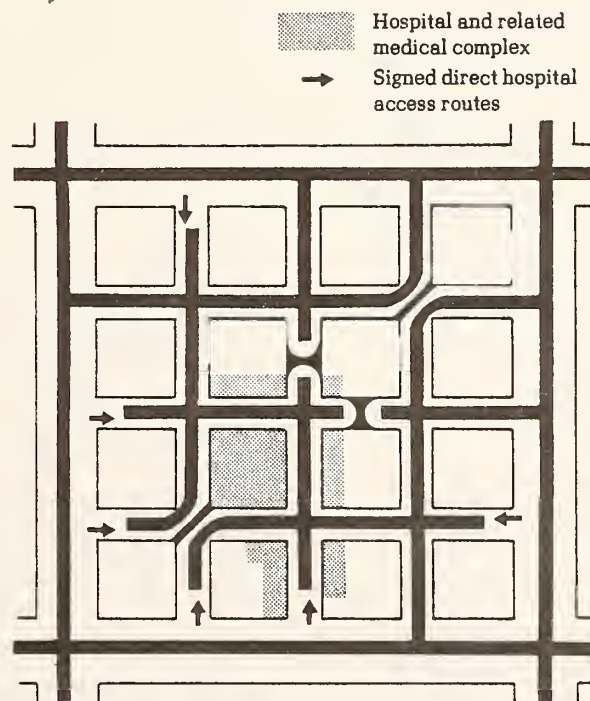 Hospital and related
medical complex
Signed direct hospital
access routes